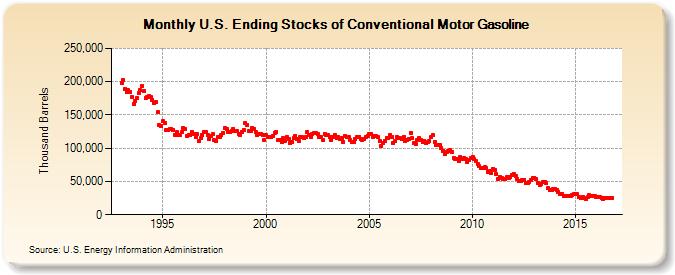 Monthly U.S. Ending Stocks of Conventional Motor Gasoline
Thousand Barrels
250,000
200,000
150,000
100,000
50,000
0
1995 2000 2005 2010 2015
Source: U.S. Energy Information Administration